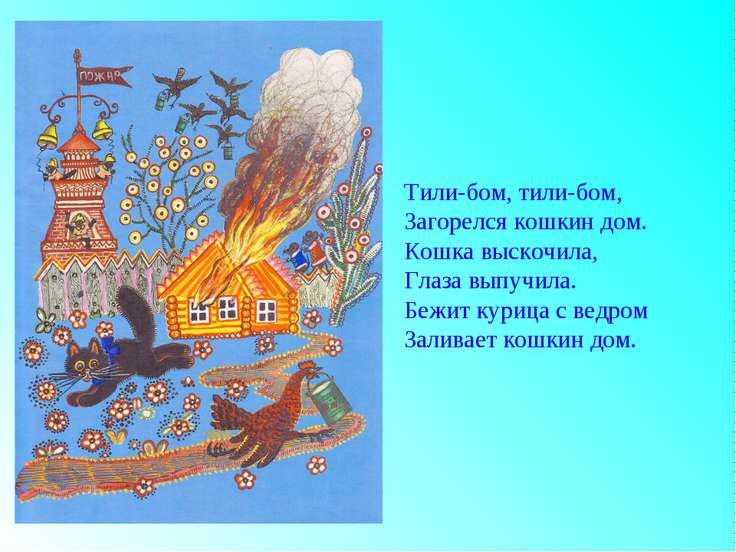 ПОЖАР
Тили-бом, тили-бом,
Загорелся кошкин дом.
Кошка выскочила,
Глаза выпучила.
Бежит курица с ведром
Заливает кошкин дом.